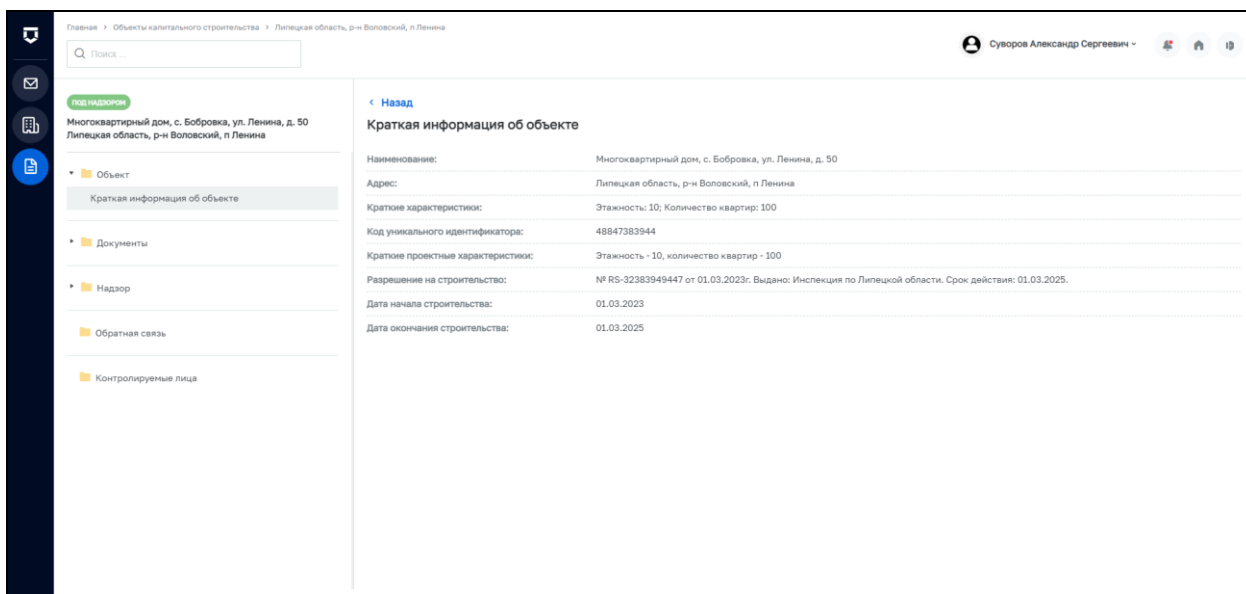 Главная > Объекты капитального строительства > Липецкая область, р-н Воловский, п Ленина
Поиск ...
Суворов Александр Сергеевич
ПОД НАДЗОРОМ
Многоквартирный дом, с. Бобровка, ул. Ленина, д. 50
Липецкая область, р-н Воловский, п Ленина
Объект
Краткая информация об объекте
Документы
Надзор
Обратная связь
Контролируемые лица
< Назад
Краткая информация об объекте
Наименование: Многоквартирный дом, с. Бобровка, ул. Ленина, д. 50
Адрес: Липецкая область, р-н Воловский, п Ленина
Краткие характеристики: Этажность: 10; Количество квартир: 100
Код уникального идентификатора: 48847383944
Краткие проектные характеристики: Этажность - 10, количество квартир - 100
Разрешение на строительство: № RS-32383949447 от 01.03.2023г. Выдано: Инспекция по Липецкой области. Срок действия: 01.03.2025.
Дата начала строительства: 01.03.2023
Дата окончания строительства: 01.03.2025